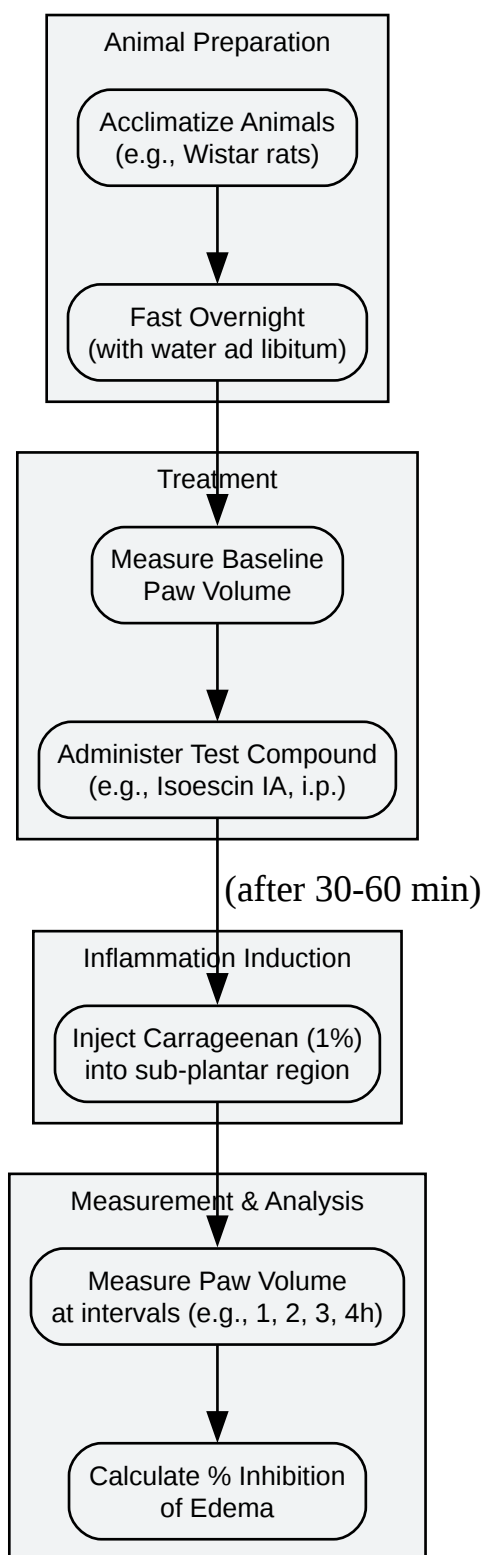 Animal Preparation
Acclimatize Animals
(e.g., Wistar rats)
Fast Overnight
(with water ad libitum)
Treatment
Measure Baseline
Paw Volume
Administer Test Compound
(e.g., Isoescin IA, i.p.)
(after 30-60 min)
Inflammation Induction
Inject Carrageenan (1%)
into sub-plantar region
Measurement & Analysis
Measure Paw Volume
at intervals (e.g., 1, 2, 3, 4h)
Calculate % Inhibition
of Edema